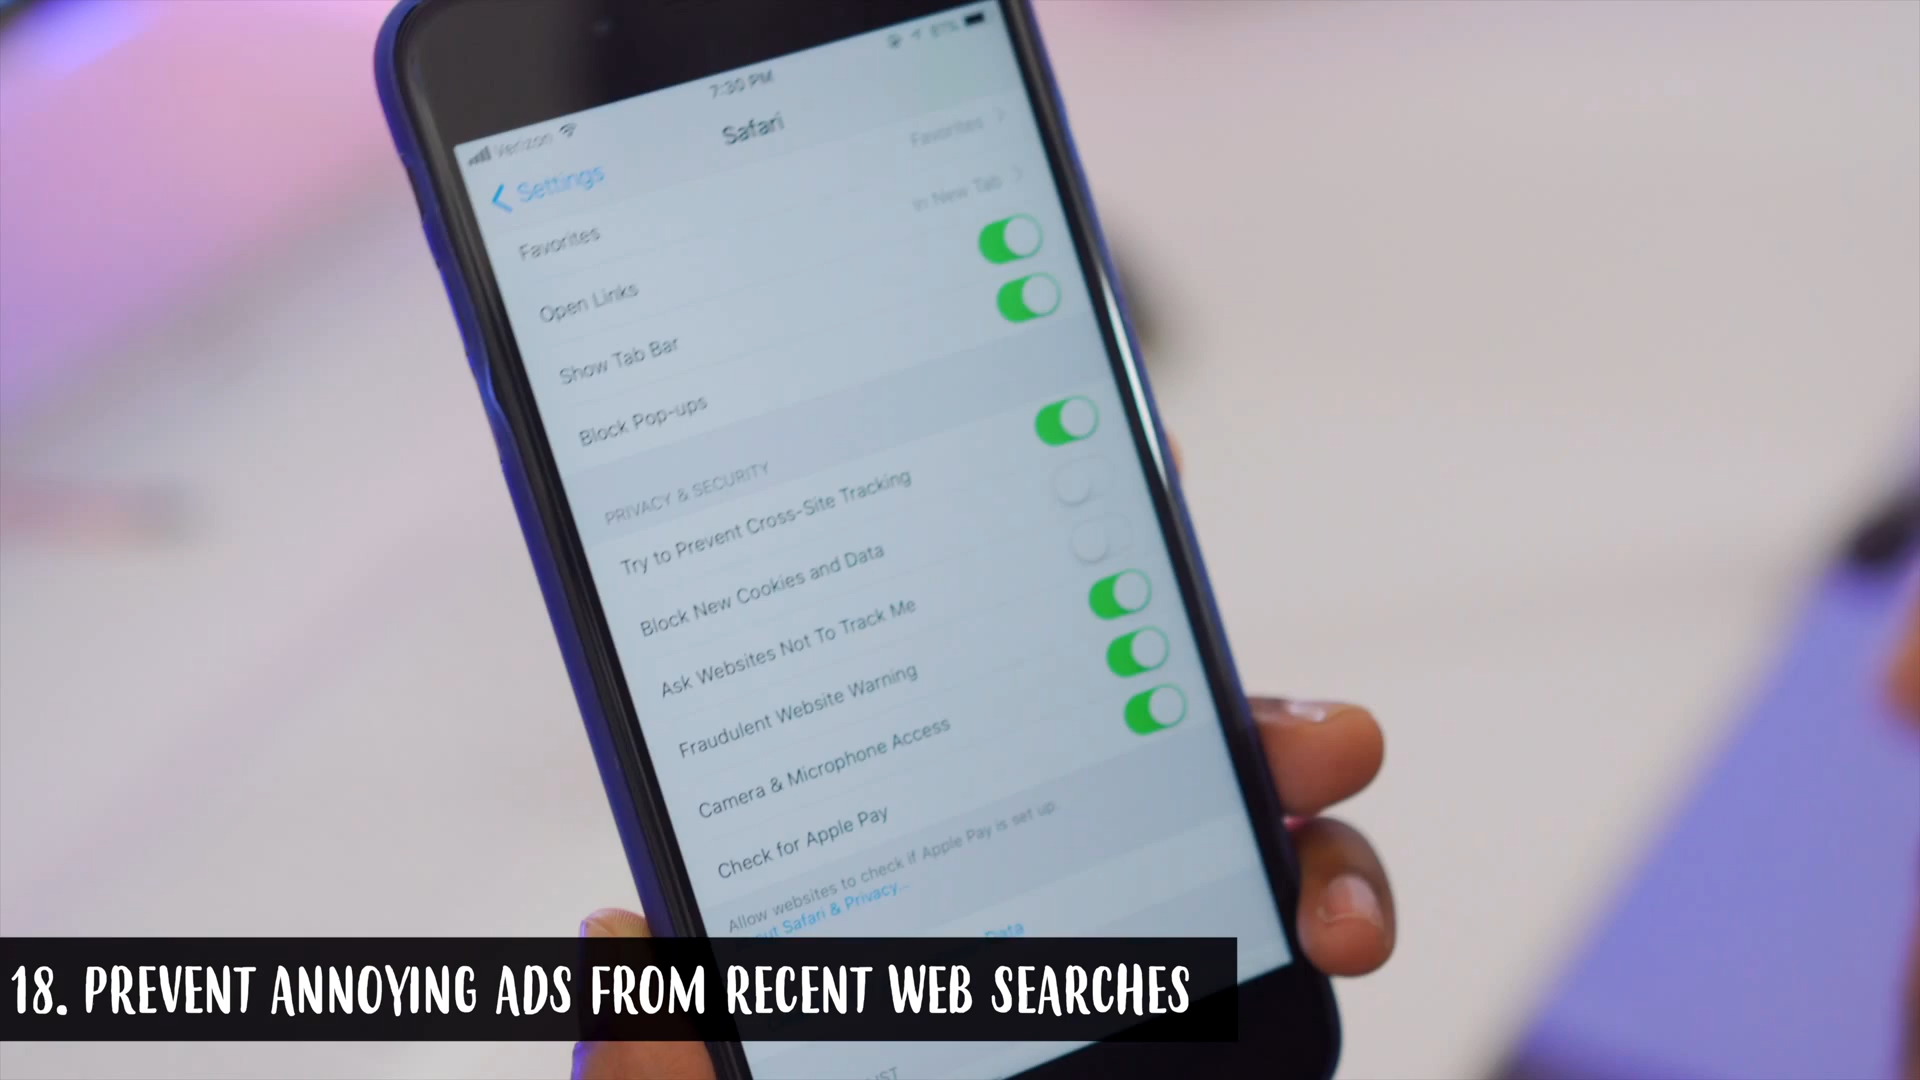 Verizon
7:30 PM
81%
Settings
Safari
Favorites
Favorites
Open Links
In New Tab
Show Tab Bar
Block Pop-ups
PRIVACY & SECURITY
Try to Prevent Cross-Site Tracking
Block New Cookies and Data
Ask Websites Not To Track Me
Fraudulent Website Warning
Camera & Microphone Access
Check for Apple Pay
Allow websites to check if Apple Pay is set up
Safari & Privacy...
Data
18. PREVENT ANNOYING ADS FROM RECENT WEB SEARCHES